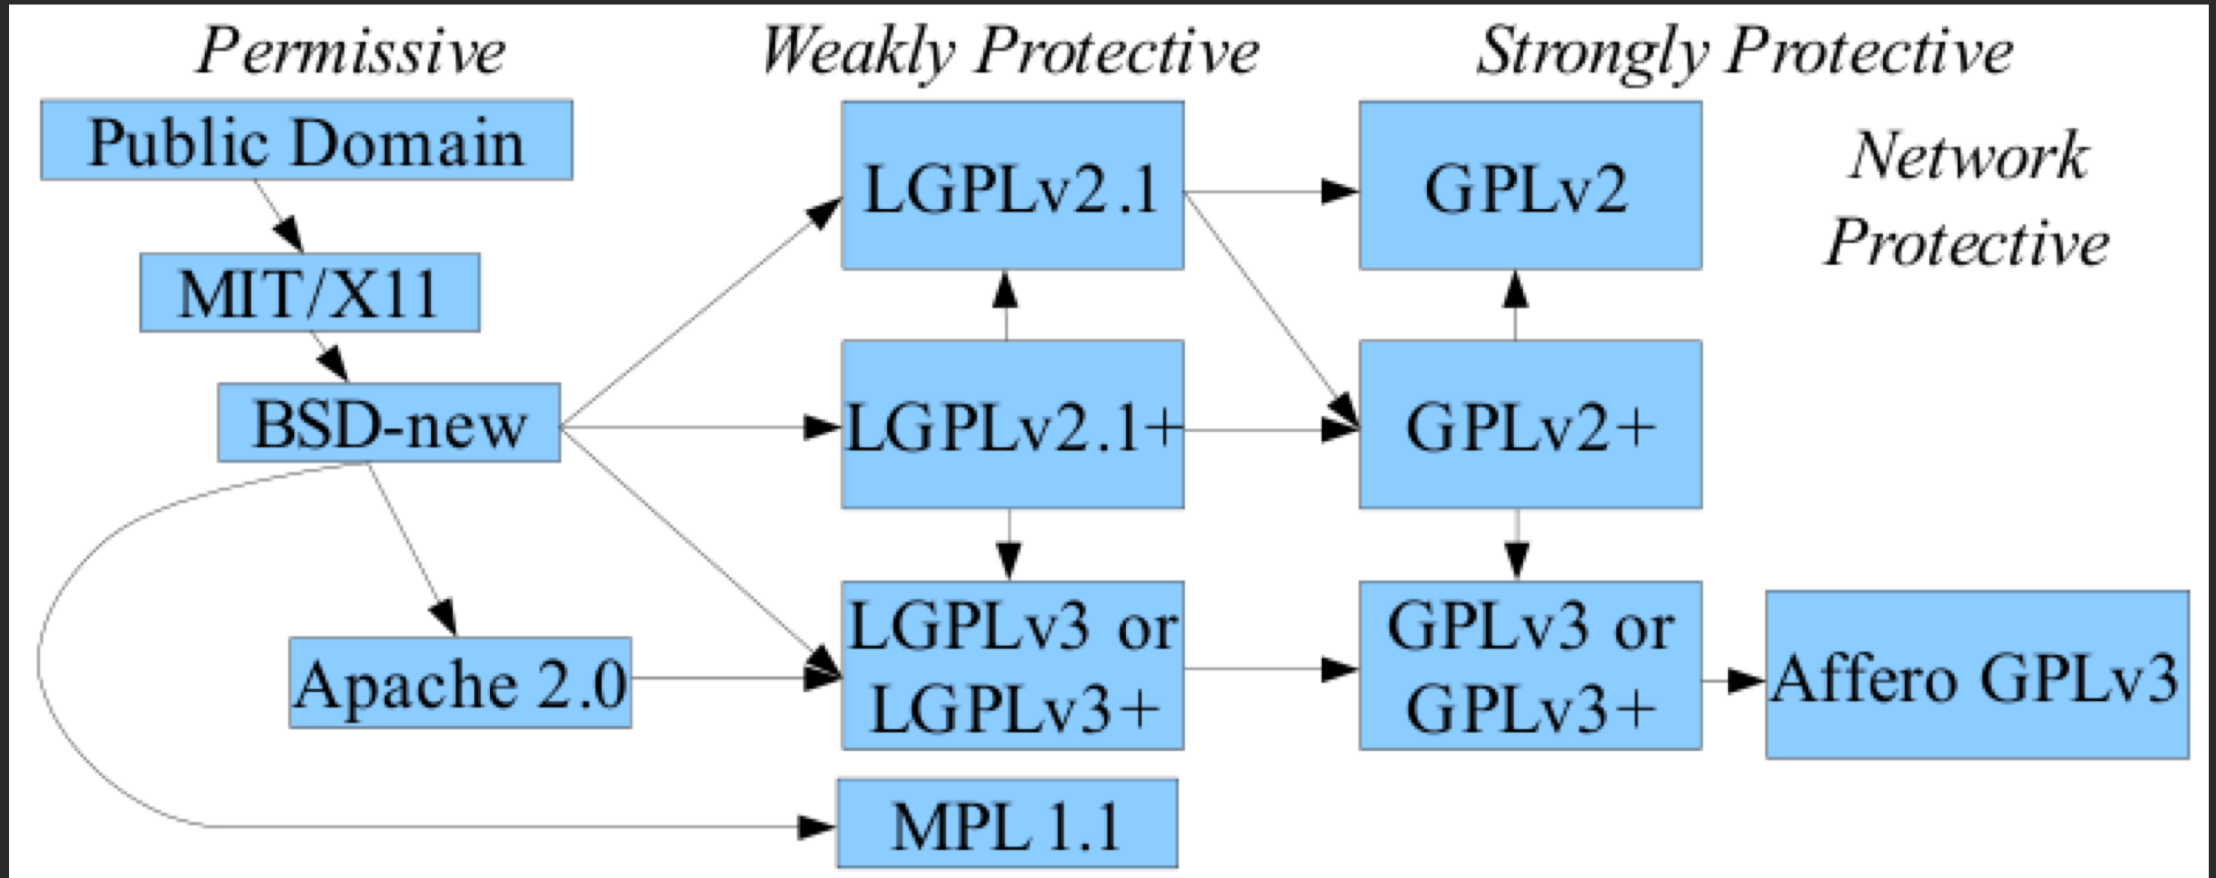 Permissive
Weakly Protective
Strongly Protective
Network
Protective
Public Domain
MIT/X11
BSD-new
Apache 2.0
LGPLv2.1
LGPLv2.1+
LGPLv3 or
LGPLv3+
MPL 1.1
GPLv2
GPLv2+
GPLv3 or
GPLv3+
Affero GPLv3